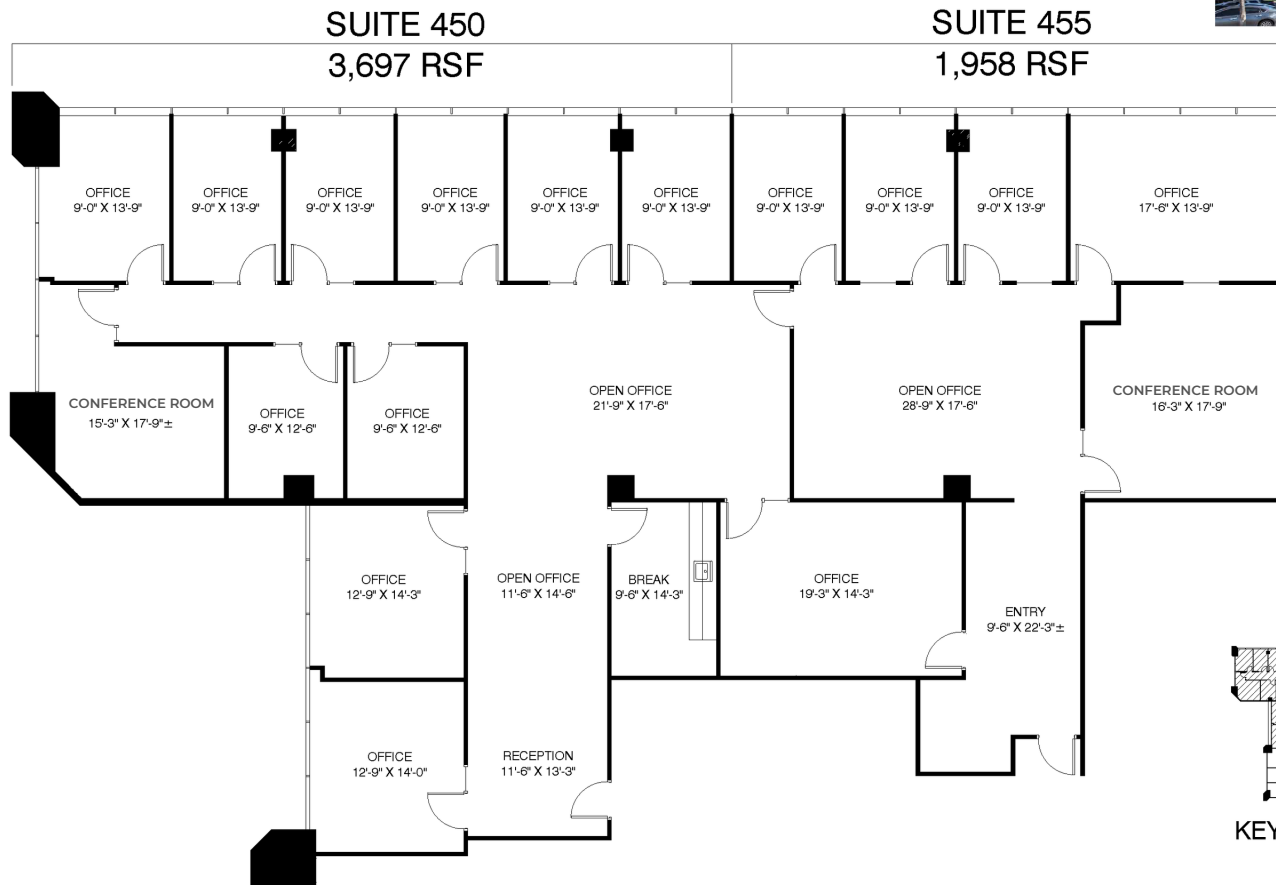 SUITE 450
3,697 RSF
SUITE 455
1,958 RSF
OFFICE
9'-0" X 13'-9"
OFFICE
9'-0" X 13'-9"
OFFICE
9'-0" X 13'-9"
OFFICE
9'-0" X 13'-9"
OFFICE
9'-0" X 13'-9"
OFFICE
9'-0" X 13'-9"
OFFICE
9'-0" X 13'-9"
OFFICE
9'-0" X 13'-9"
OFFICE
9'-0" X 13'-9"
OFFICE
17'-6" X 13'-9"
CONFERENCE ROOM
15'-3" X 17'-9"±
OFFICE
9'-6" X 12'-6"
OFFICE
9'-6" X 12'-6"
OPEN OFFICE
21'-9" X 17'-6"
OPEN OFFICE
28'-9" X 17'-6"
CONFERENCE ROOM
16'-3" X 17'-9"
OFFICE
12'-9" X 14'-3"
OPEN OFFICE
11'-6" X 14'-6"
BREAK
9'-6" X 14'-3"
OFFICE
19'-3" X 14'-3"
ENTRY
9'-6" X 22'-3"±
OFFICE
12'-9" X 14'-0"
RECEPTION
11'-6" X 13'-3"
KEY